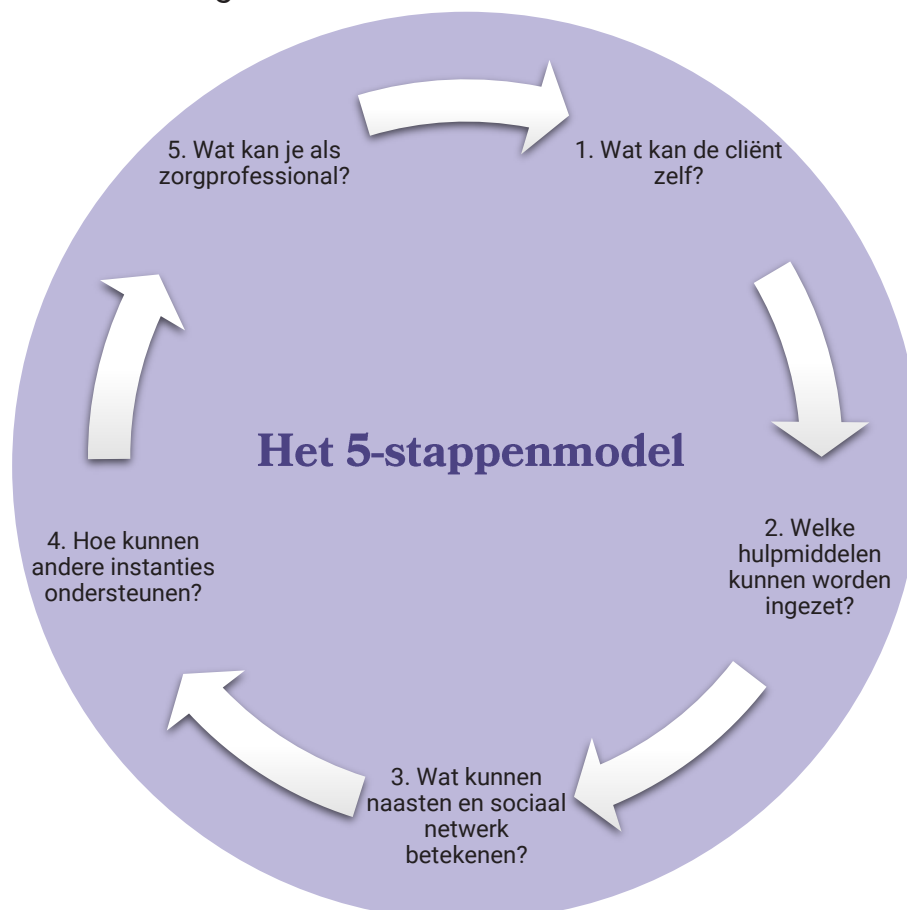 5. Wat kan je als
zorgprofessional?
1. Wat kan de cliënt
zelf?
Het 5-stappenmodel
2. Welke
hulpmiddelen
kunnen worden
ingezet?
4. Hoe kunnen
andere instanties
ondersteunen?
3. Wat kunnen
naasten en sociaal
netwerk
betekenen?